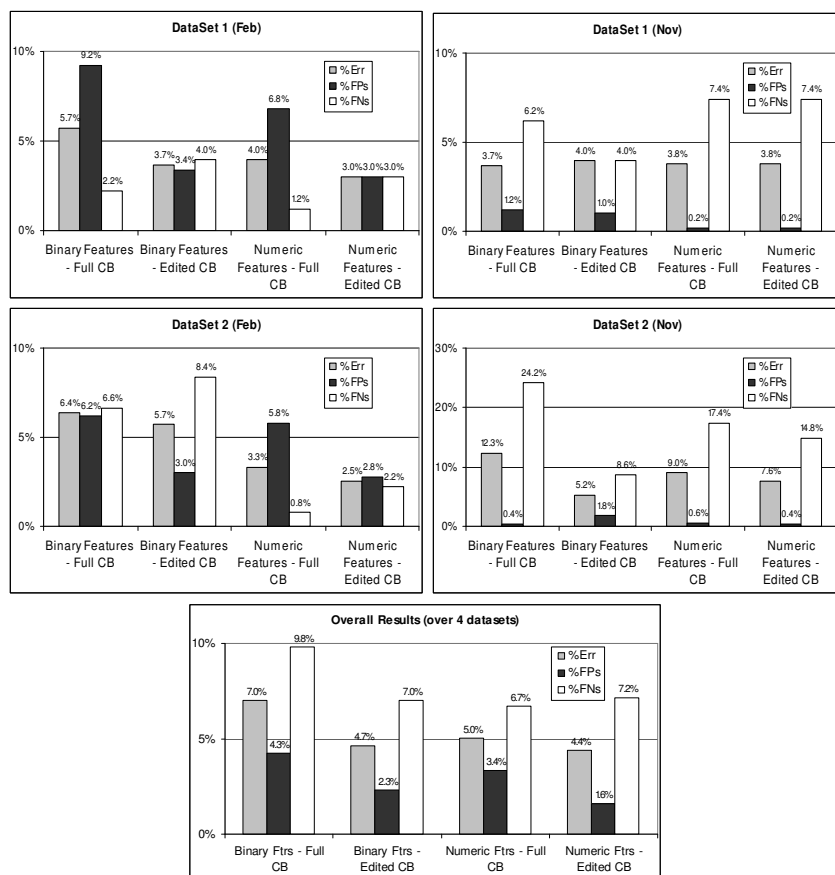 DataSet 1 (Feb)
10%
5%
0%
%Err
%FPs
%FNs
5.7%
9.2%
2.2%
3.7%
3.4%
4.0%
4.0%
6.8%
1.2%
3.0%
3.0%
3.0%
Binary Features - Full CB
Binary Features - Edited CB
Numeric Features - Full CB
Numeric Features - Edited CB
DataSet 1 (Nov)
10%
5%
0%
%Err
%FPs
%FNs
3.7%
1.2%
6.2%
4.0%
1.0%
4.0%
3.8%
0.2%
7.4%
3.8%
0.2%
7.4%
Binary Features - Full CB
Binary Features - Edited CB
Numeric Features - Full CB
Numeric Features - Edited CB
DataSet 2 (Feb)
10%
5%
0%
%Err
%FPs
%FNs
6.4%
6.2%
6.6%
5.7%
3.0%
8.4%
3.3%
5.8%
0.8%
2.5%
2.8%
2.2%
Binary Features - Full CB
Binary Features - Edited CB
Numeric Features - Full CB
Numeric Features - Edited CB
DataSet 2 (Nov)
30%
20%
10%
0%
%Err
%FPs
%FNs
12.3%
0.4%
24.2%
5.2%
1.8%
8.6%
9.0%
0.6%
17.4%
7.6%
0.4%
14.8%
Binary Features - Full CB
Binary Features - Edited CB
Numeric Features - Full CB
Numeric Features - Edited CB
Overall Results (over 4 datasets)
10%
5%
0%
%Err
%FPs
%FNs
7.0%
4.3%
9.8%
4.7%
2.3%
7.0%
5.0%
3.4%
6.7%
4.4%
1.6%
7.2%
Binary Ftrs - Full CB
Binary Ftrs - Edited CB
Numeric Ftrs - Full CB
Numeric Ftrs - Edited CB